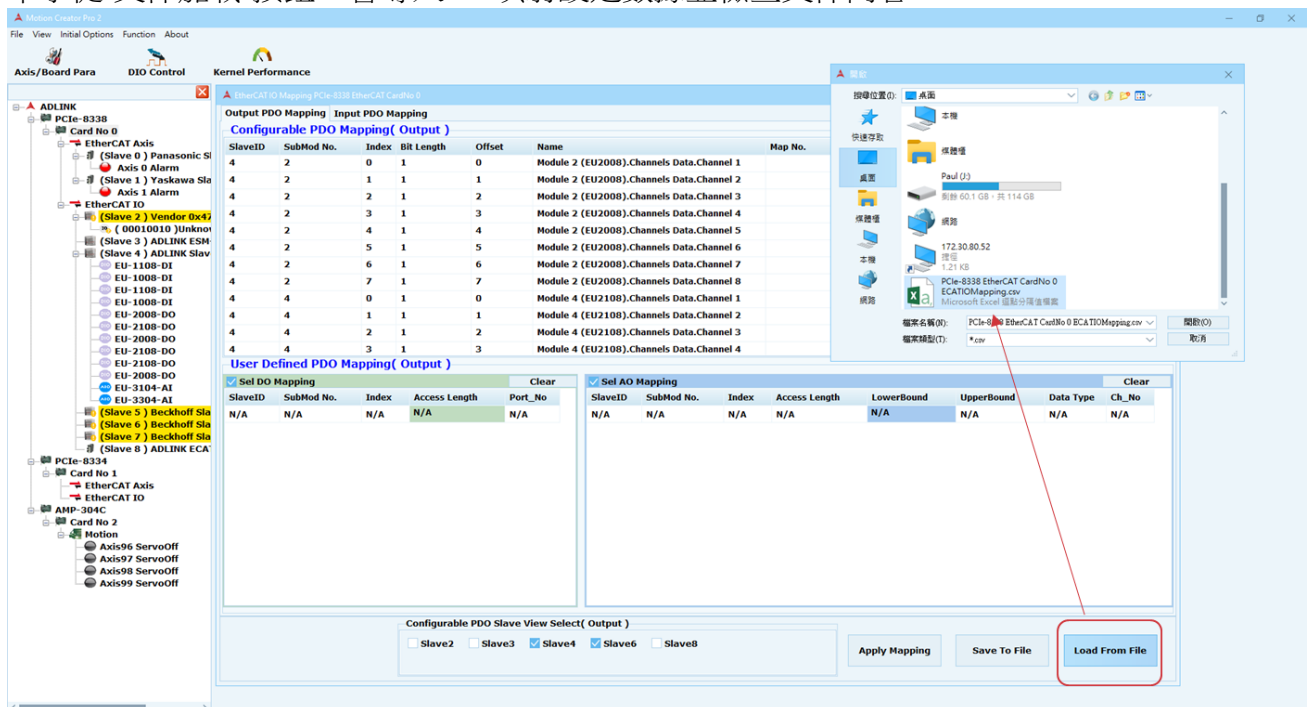 Motion Creator Pro 2
File View Initial Options Function About
Axis/Board Para DIO Control Kernel Performance
ADLINK
PCIe-8338
Card No 0
EtherCAT Axis
(Slave 0 ) Panasonic Sl
Axis 0 Alarm
(Slave 1 ) Yaskawa Sla
Axis 1 Alarm
EtherCAT IO
(Slave 2 ) Vendor 0x47
( 00010010 )Unknov
(Slave 3 ) ADLINK ESM-
(Slave 4 ) ADLINK Slav
EU-1108-DI
EU-1008-DI
EU-1108-DI
EU-1008-DI
EU-2008-DO
EU-2108-DO
EU-2008-DO
EU-2108-DO
EU-2108-DO
EU-2008-DO
EU-3104-AI
EU-3304-AI
(Slave 5 ) Beckhoff Sla
(Slave 6 ) Beckhoff Sla
(Slave 7 ) Beckhoff Sla
(Slave 8 ) ADLINK ECA
PCIe-8334
Card No 1
EtherCAT Axis
EtherCAT IO
AMP-304C
Card No 2
Motion
Axis96 ServoOff
Axis97 ServoOff
Axis98 ServoOff
Axis99 ServoOff
EtherCAT IO Mapping PCIe-8338 EtherCAT CardNo 0
Output PDO Mapping Input PDO Mapping
Configurable PDO Mapping( Output )
SlaveID SubMod No. Index Bit Length Offset Name Map No.
4 2 0 1 0 Module 2 (EU2008).Channels Data.Channel 1
4 2 1 1 1 Module 2 (EU2008).Channels Data.Channel 2
4 2 2 1 2 Module 2 (EU2008).Channels Data.Channel 3
4 2 3 1 3 Module 2 (EU2008).Channels Data.Channel 4
4 2 4 1 4 Module 2 (EU2008).Channels Data.Channel 5
4 2 5 1 5 Module 2 (EU2008).Channels Data.Channel 6
4 2 6 1 6 Module 2 (EU2008).Channels Data.Channel 7
4 2 7 1 7 Module 2 (EU2008).Channels Data.Channel 8
4 4 0 1 0 Module 4 (EU2108).Channels Data.Channel 1
4 4 1 1 1 Module 4 (EU2108).Channels Data.Channel 2
4 4 2 1 2 Module 4 (EU2108).Channels Data.Channel 3
4 4 3 1 3 Module 4 (EU2108).Channels Data.Channel 4
User Defined PDO Mapping( Output )
Sel DO Mapping Clear
SlaveID SubMod No. Index Access Length Port_No
N/A N/A N/A N/A N/A
Sel AO Mapping Clear
SlaveID SubMod No. Index Access Length LowerBound UpperBound Data Type Ch_No
N/A N/A N/A N/A N/A N/A N/A N/A
Configurable PDO Slave View Select( Output )
Slave2 Slave3 Slave4 Slave6 Slave8
Apply Mapping Save To File Load From File
開啟
搜尋位置(I): 桌面
快速存取
桌面
媒體櫃
本機
網路
本機
媒體櫃
Paul (J:)
剩餘 60.1 GB，共 114 GB
網路
172.30.80.52
捷徑
1.21 KB
PCIe-8338 EtherCAT CardNo 0
ECATIOMapping.csv
Microsoft Excel 逗點分隔值檔案
檔案名稱(N): PCIe-8338 EtherCAT CardNo 0 ECATIOMapping.csv 開啟(O)
檔案類型(T): *.csv 取消